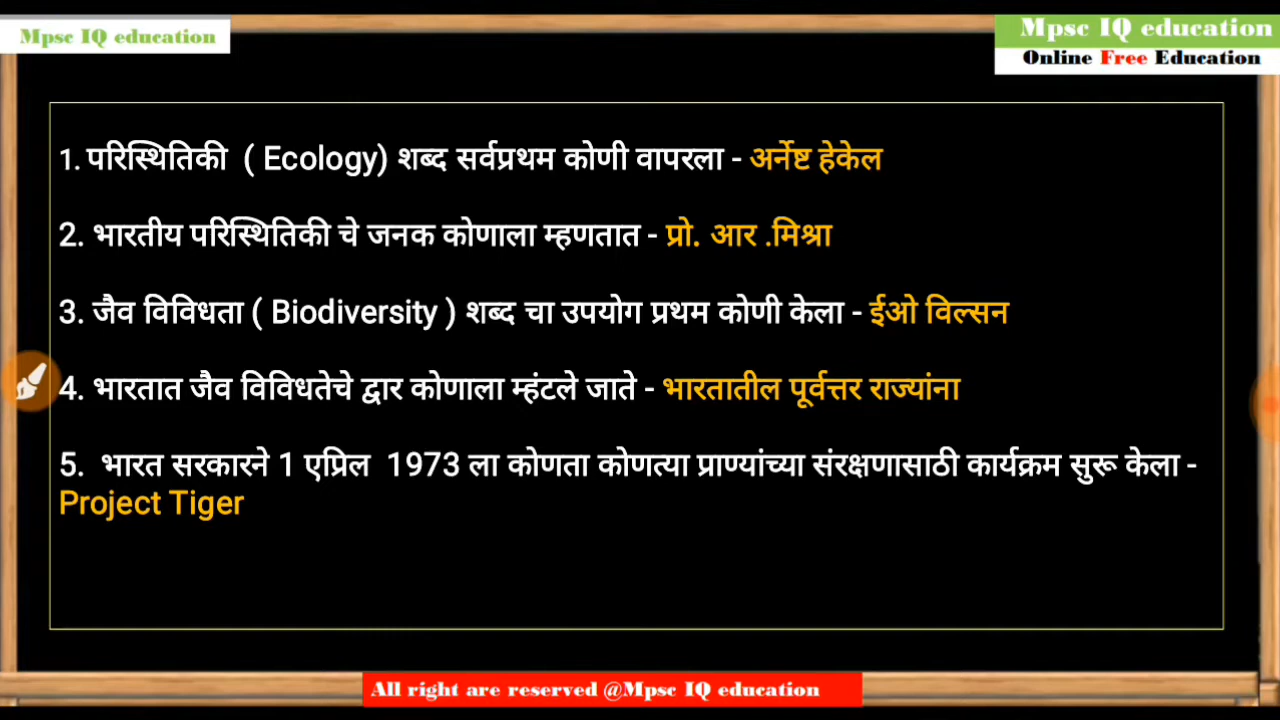 Mpsc IQ education
Mpsc IQ education
Online Free Education
1. परिस्थितिकी ( Ecology) शब्द सर्वप्रथम कोणी वापरला - अर्नेष्ट हेकेल
2. भारतीय परिस्थितिकी चे जनक कोणाला म्हणतात - प्रो. आर .मिश्रा
3. जैव विविधता ( Biodiversity ) शब्द चा उपयोग प्रथम कोणी केला - ईओ विल्सन
4. भारतात जैव विविधतेचे द्वार कोणाला म्हंटले जाते - भारतातील पूर्वत्तर राज्यांना
5. भारत सरकारने 1 एप्रिल 1973 ला कोणता कोणत्या प्राण्यांच्या संरक्षणासाठी कार्यक्रम सुरू केला -
Project Tiger
All right are reserved @Mpsc IQ education